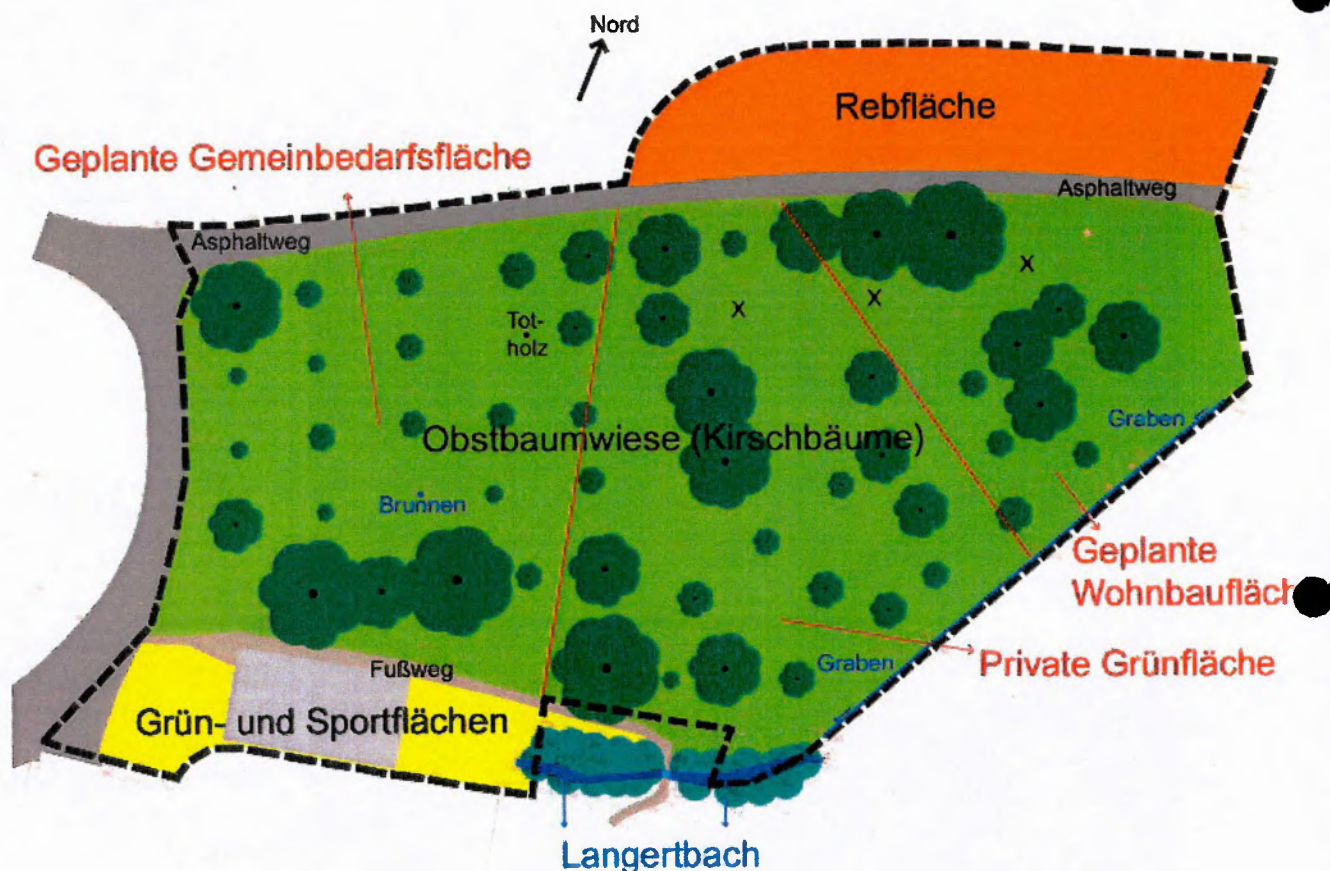 Nord
Rebfläche
Geplante Gemeinbedarfsfläche
Asphaltweg
Asphaltweg
X
X
X
Tot-
holz
Graben
Obstbaumwiese (Kirschbäume)
Brunnen
Geplante
Wohnbaufläch
Graben
Private Grünfläche
Fußweg
Grün- und Sportflächen
Langertbach